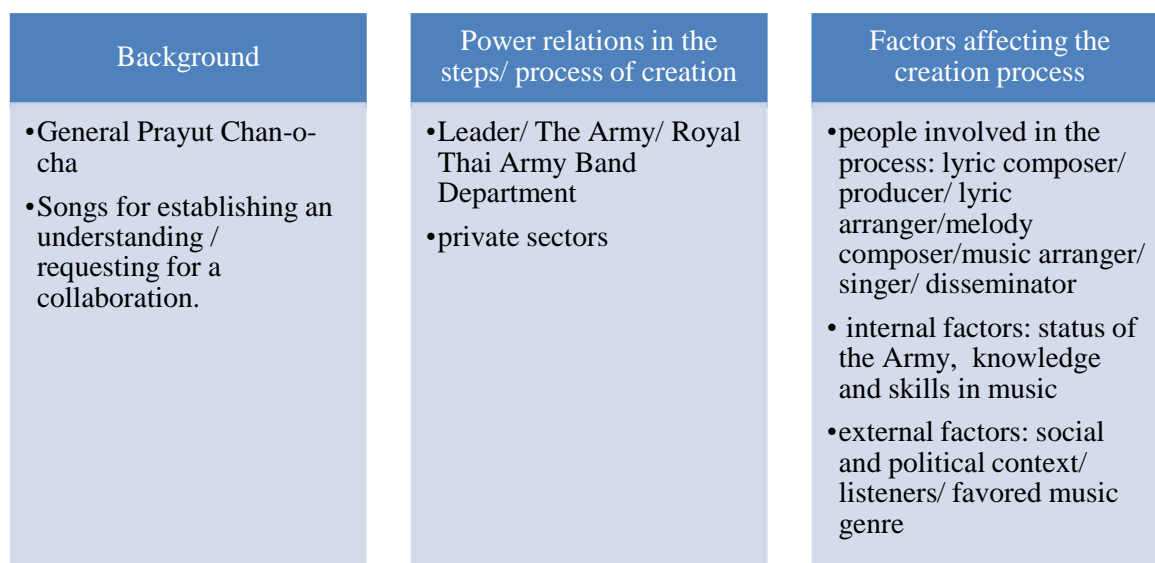 Background
•General Prayut Chan-o-
cha
•Songs for establishing an
understanding /
requesting for a
collaboration.
Power relations in the
steps/ process of creation
•Leader/ The Army/ Royal
Thai Army Band
Department
•private sectors
Factors affecting the
creation process
•people involved in the
process: lyric composer/
producer/ lyric
arranger/melody
composer/music arranger/
singer/ disseminator
• internal factors: status of
the Army,  knowledge
and skills in music
•external factors: social
and political context/
listeners/ favored music
genre